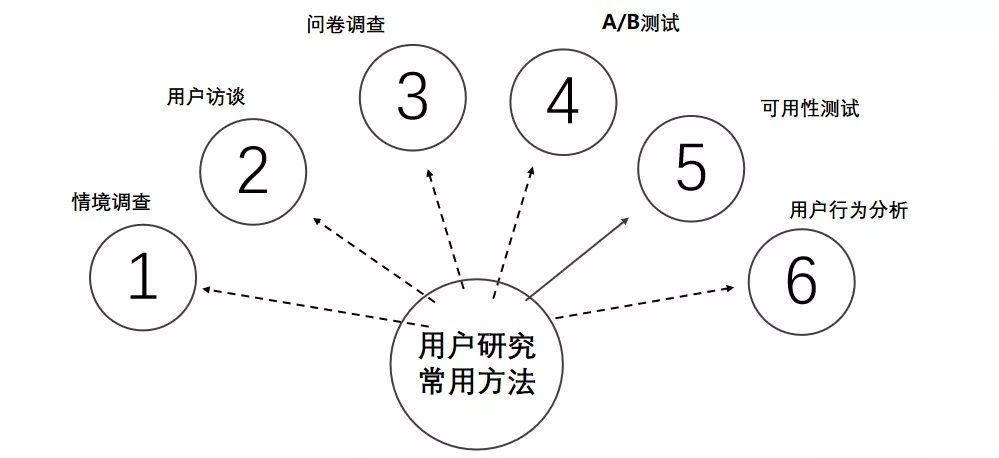 情境调查
1
用户访谈
2
问卷调查
3
A/B测试
4
可用性测试
5
用户行为分析
6
用户研究
常用方法